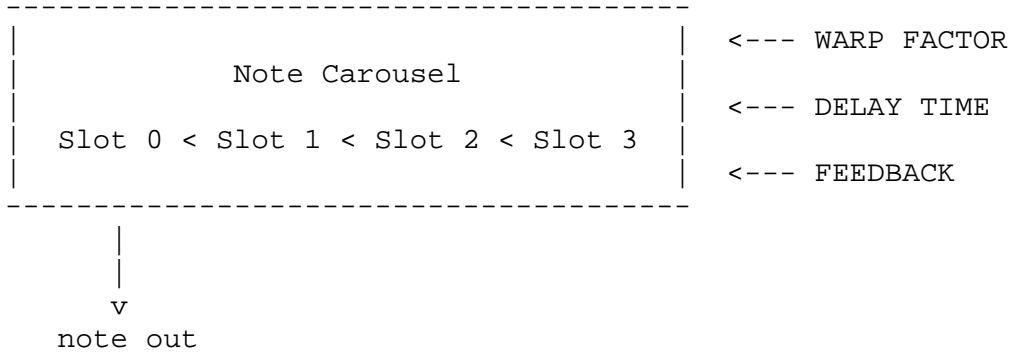 <--- WARP FACTOR
Note Carousel
<--- DELAY TIME
Slot 0 < Slot 1 < Slot 2 < Slot 3
<--- FEEDBACK
v
note out